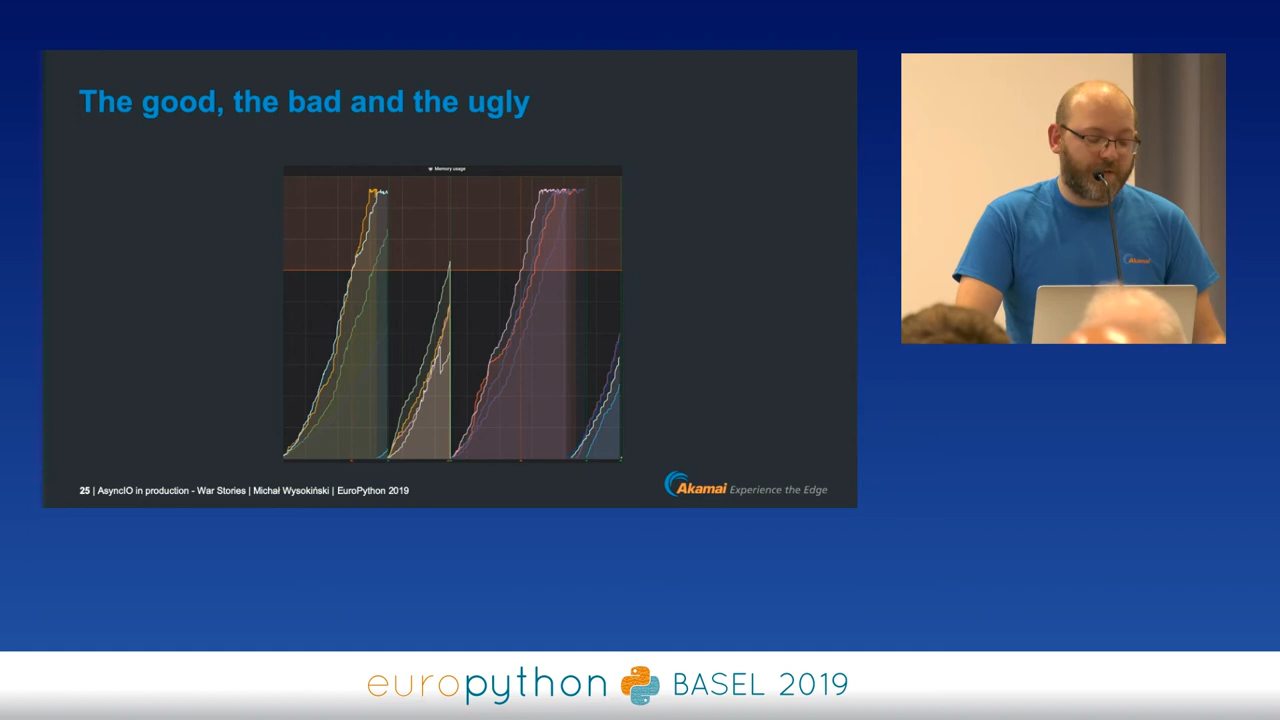 The good, the bad and the ugly
Memory usage
25 | AsyncIO in production - War Stories | Michał Wysokiński | EuroPython 2019
Akamai Experience the Edge
Akamai
europython BASEL 2019